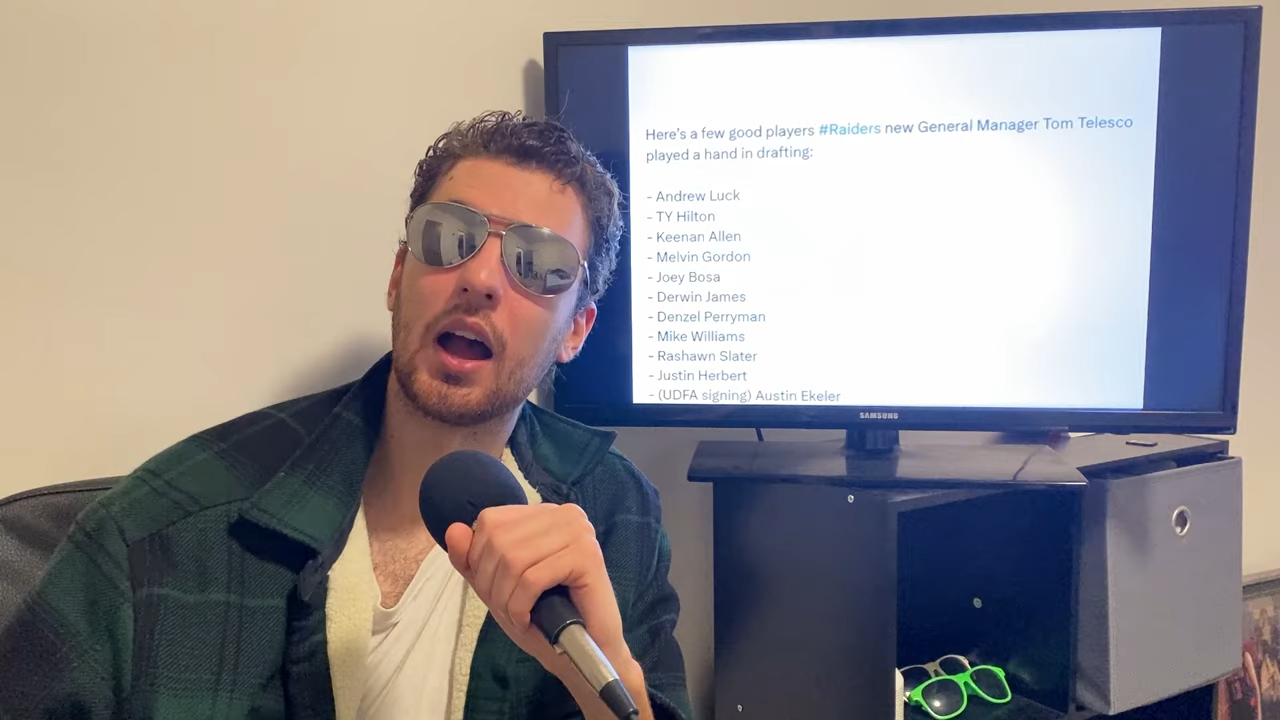 Here's a few good players #Raiders new General Manager Tom Telesco
played a hand in drafting:
- Andrew Luck
- TY Hilton
- Keenan Allen
- Melvin Gordon
- Joey Bosa
- Derwin James
- Denzel Perryman
- Mike Williams
- Rashawn Slater
- Justin Herbert
- (UDFA signing) Austin Ekeler
SAMSUNG